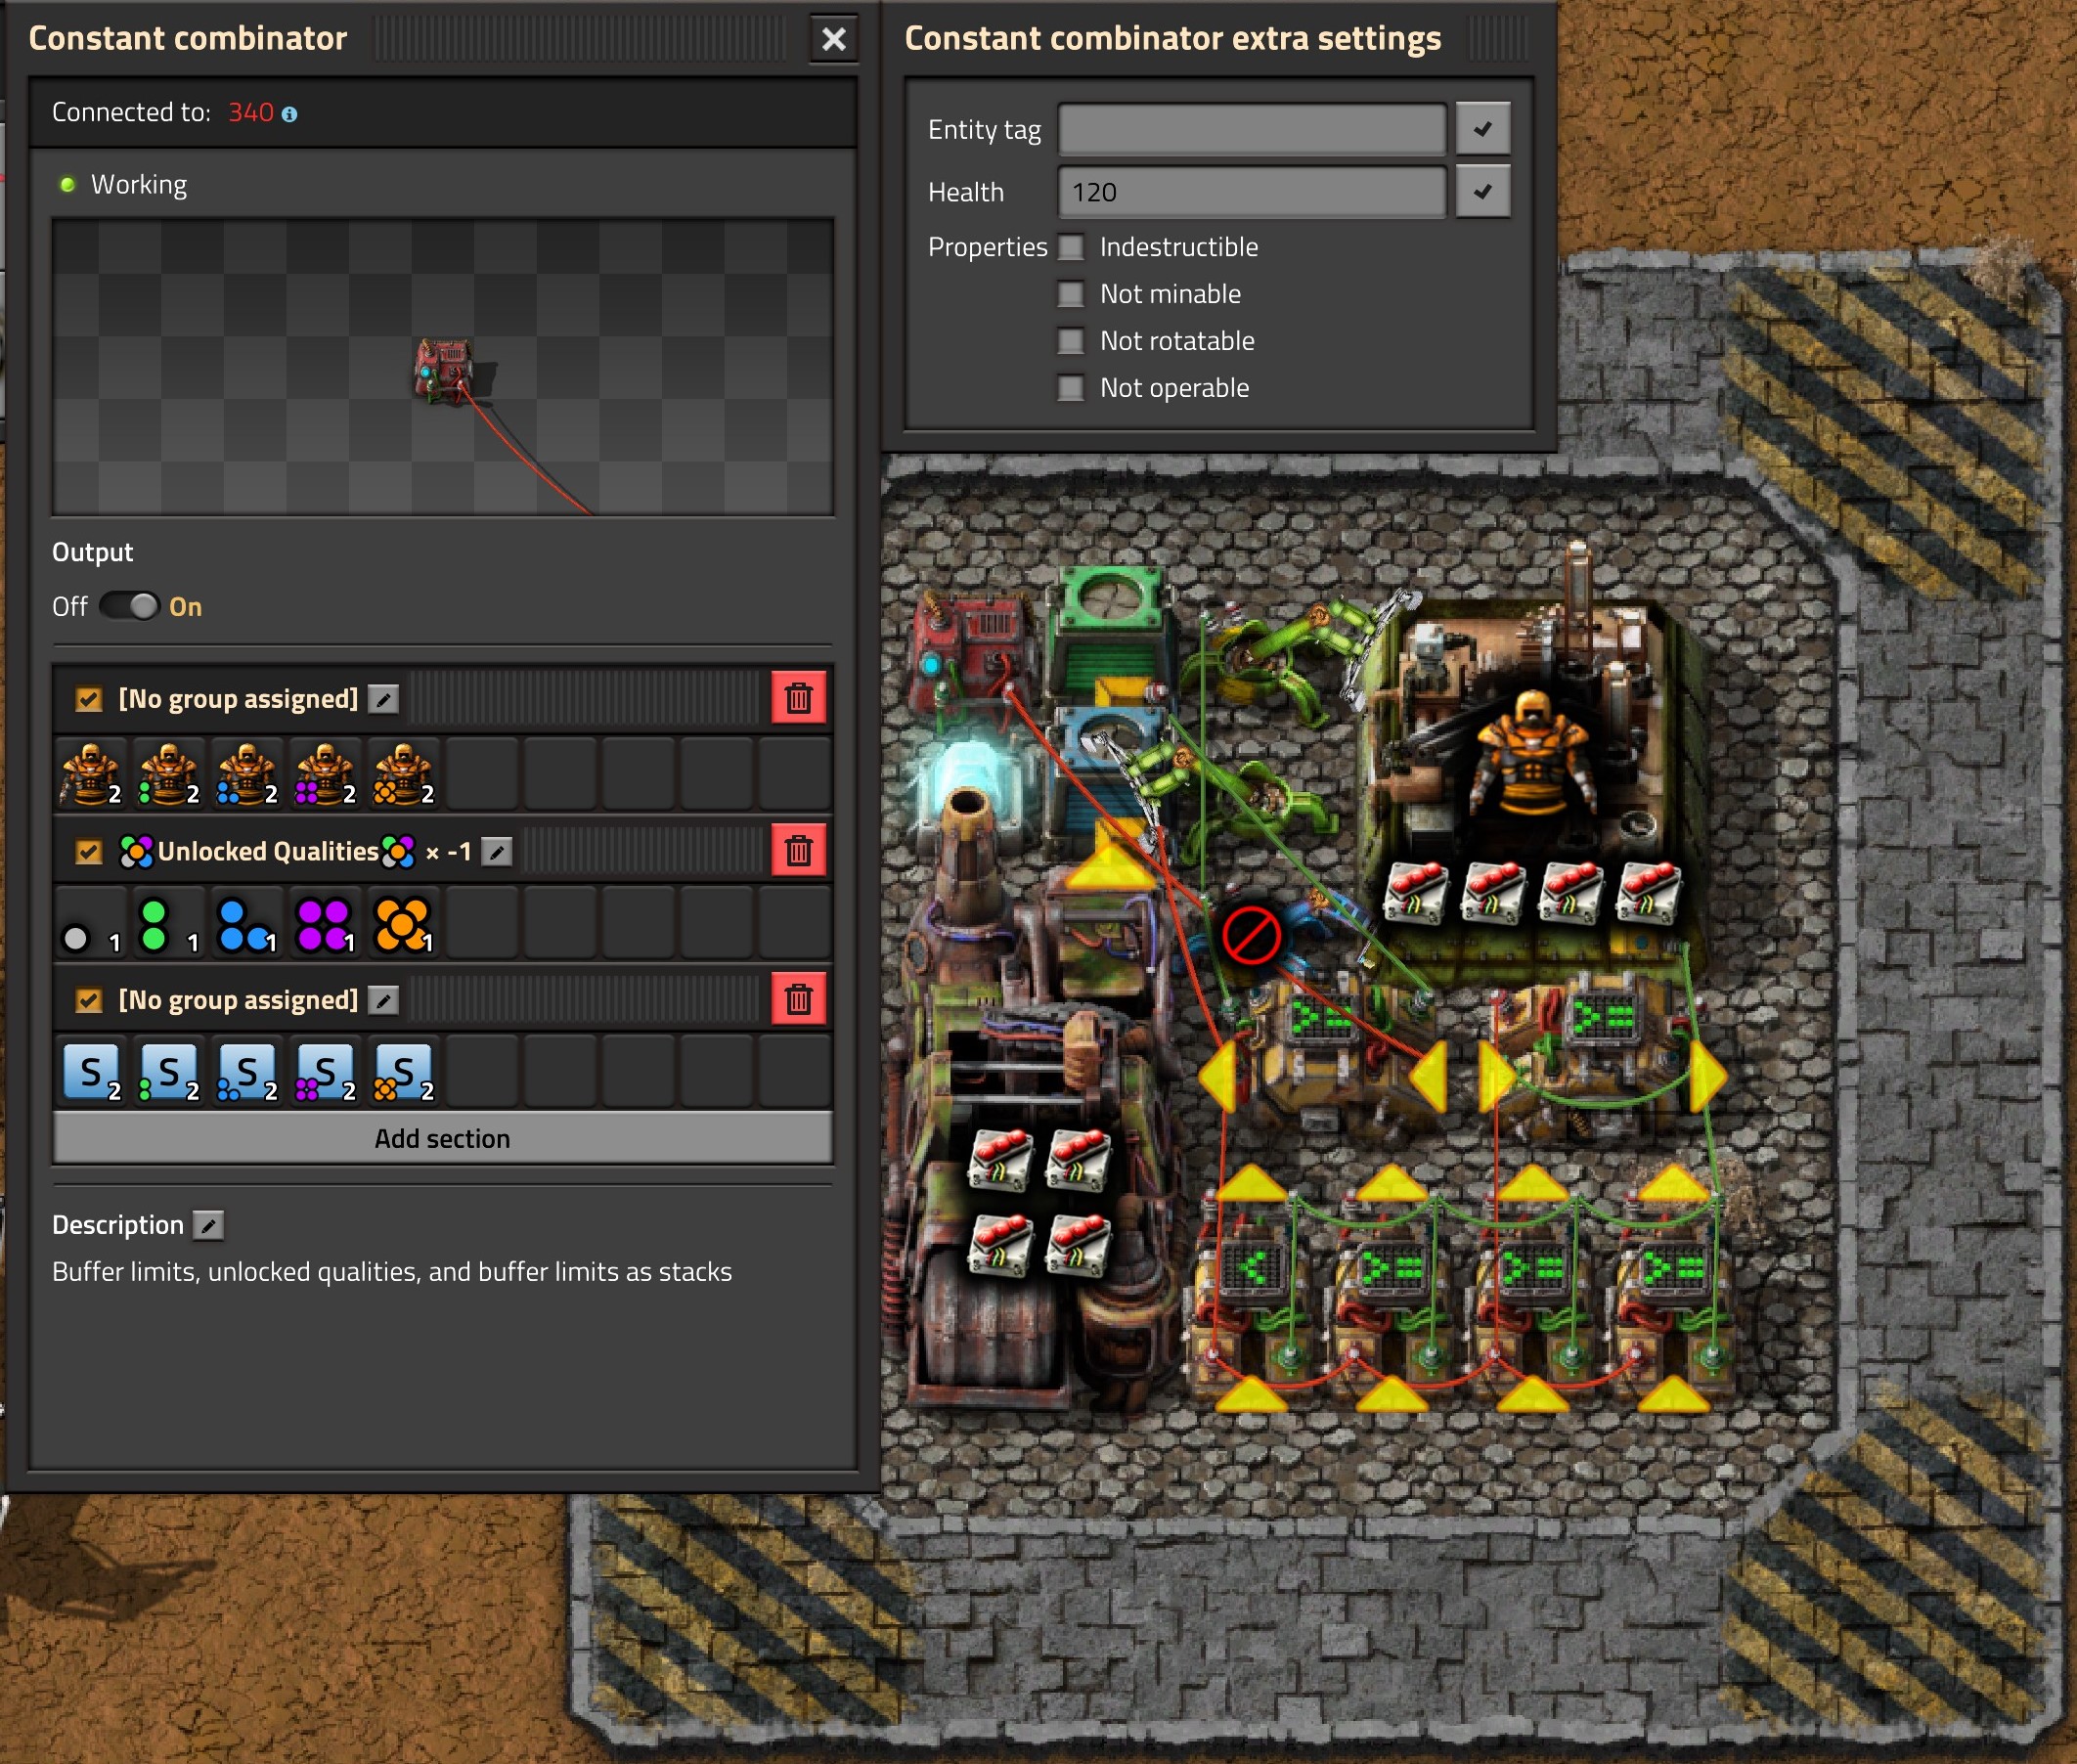 Constant combinator
Connected to: 340
Working
Output
Off On
[No group assigned]
2 2 2 2 2
Unlocked Qualities × -1
1 1 1 1 1
[No group assigned]
S 2 S 2 S 2 S 2 S 2
Add section
Description
Buffer limits, unlocked qualities, and buffer limits as stacks
Constant combinator extra settings
Entity tag
Health 120
Properties Indestructible
Not minable
Not rotatable
Not operable
>= >=
< >= >= >=